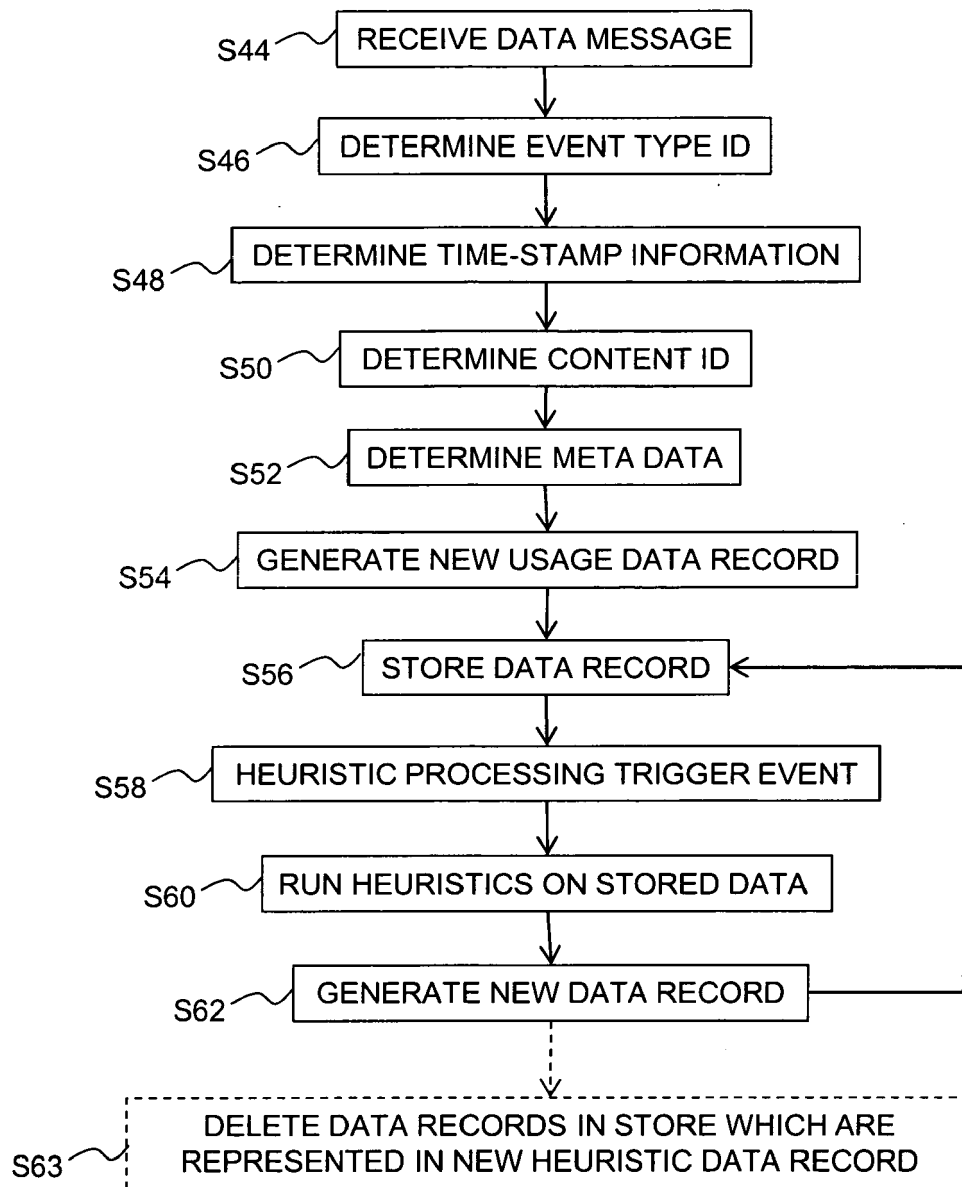 S44
RECEIVE DATA MESSAGE
S46
DETERMINE EVENT TYPE ID
S48
DETERMINE TIME-STAMP INFORMATION
S50
DETERMINE CONTENT ID
S52
DETERMINE META DATA
S54
GENERATE NEW USAGE DATA RECORD
S56
STORE DATA RECORD
S58
HEURISTIC PROCESSING TRIGGER EVENT
S60
RUN HEURISTICS ON STORED DATA
S62
GENERATE NEW DATA RECORD
S63
DELETE DATA RECORDS IN STORE WHICH ARE
REPRESENTED IN NEW HEURISTIC DATA RECORD